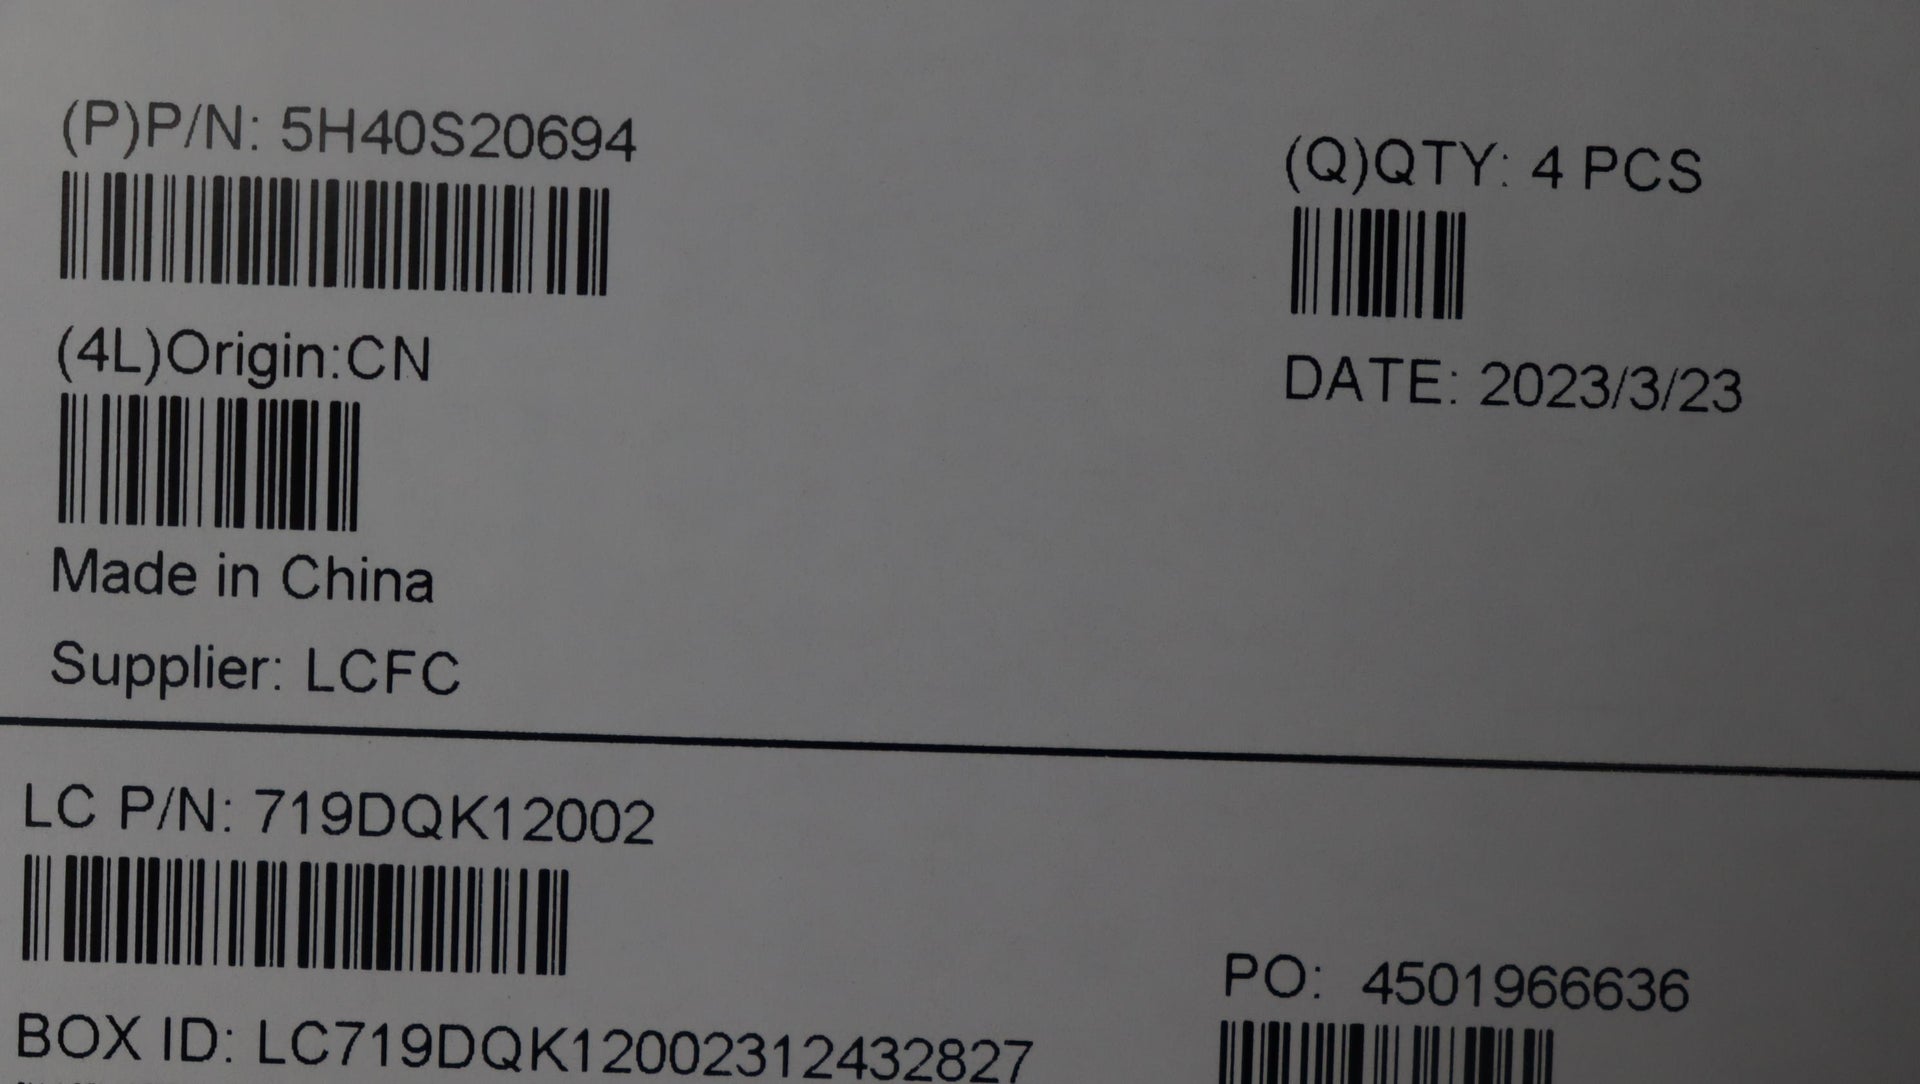 (P)P/N: 5H40S20694
(Q)QTY: 4 PCS
(4L)Origin:CN
DATE: 2023/3/23
Made in China
Supplier: LCFC
LC P/N: 719DQK12002
PO: 4501966636
BOX ID: LC719DQK12002312432827